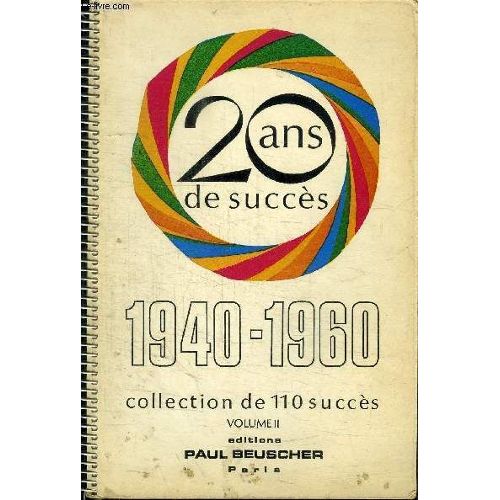 20 ans
de succès
1940-1960
collection de 110 succès
VOLUME II
editions
PAUL BEUSCHER
Paris